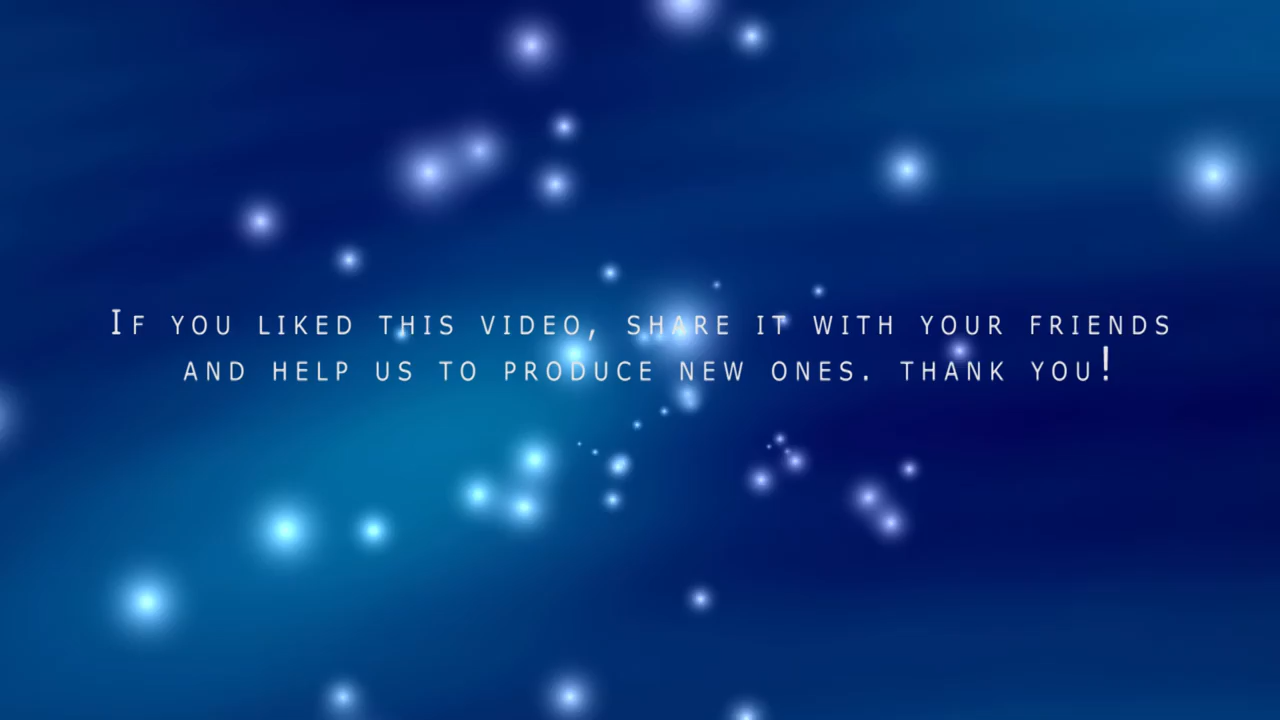 If you liked this video, share it with your friends
and help us to produce new ones. thank you!